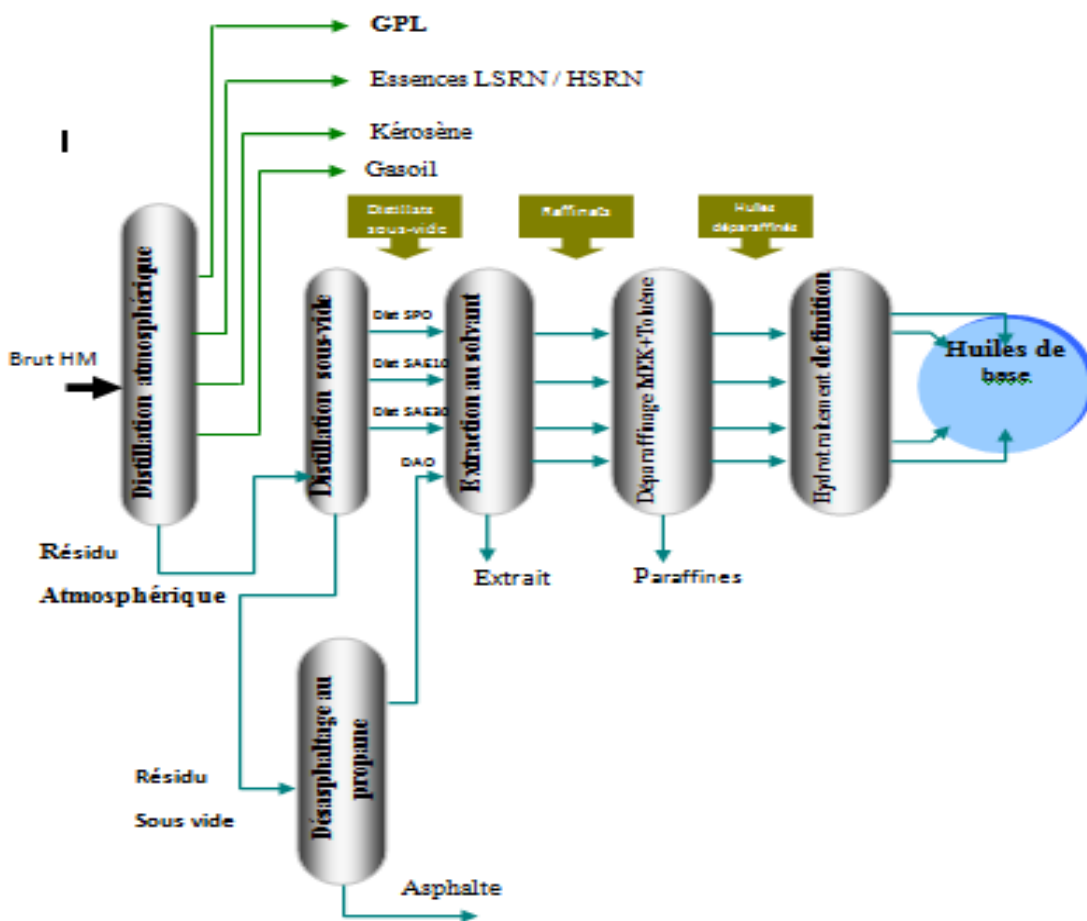 GPL
Essences LSRN / HSRN
I
Kérosène
Gasoil
Distillats
sous-vide
Raffinats
Huiles
déparaffinés
Brut HM
Distillation atmosphérique
Distillation sous-vide
Dist SPO
Dist SAE10
Dist SAE30
DAO
Extraction au solvant
Déparaffinage MEK+Toluène
Hydrotraitement de finition
Huiles de
base.
Résidu
Atmosphérique
Extrait
Paraffines
Désasphaltage au
propane
Résidu
Sous vide
Asphalte